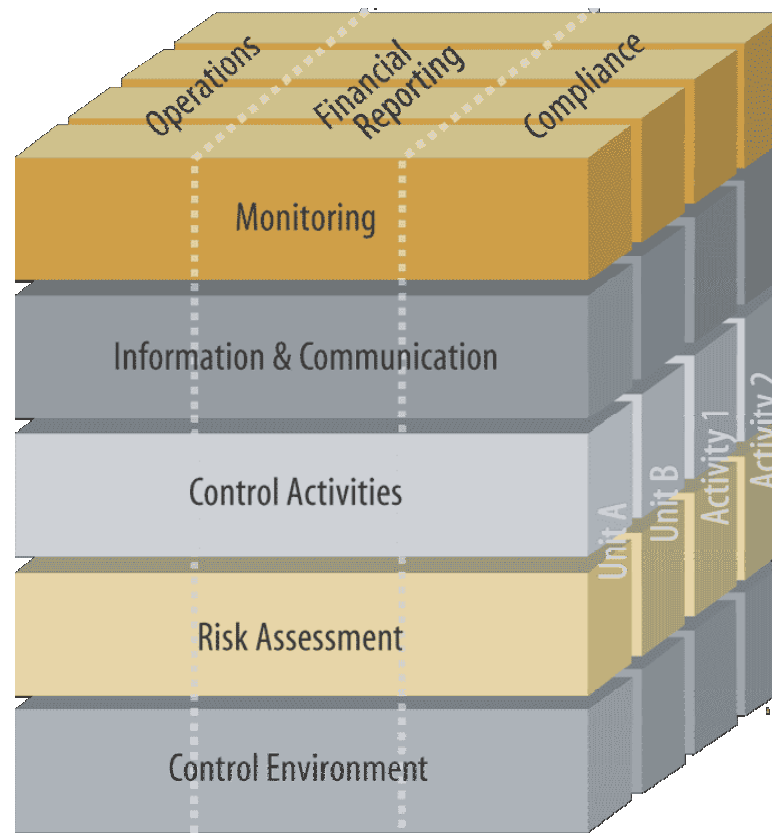 Operations
Financial
Reporting
Compliance
Monitoring
Information & Communication
Control Activities
Risk Assessment
Control Environment
Unit A
Unit B
Activity 1
Activity 2